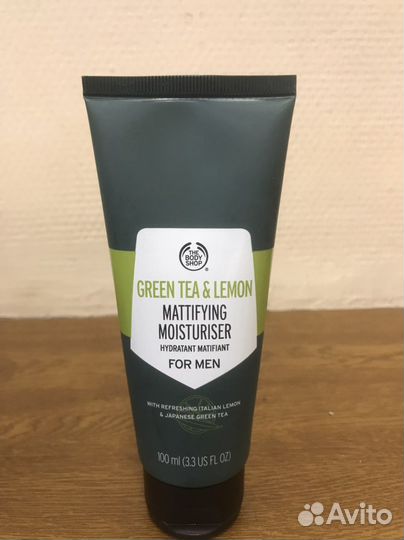 THE
BODY
SHOP
®
GREEN TEA & LEMON
MATTIFYING
MOISTURISER
HYDRATANT MATIFIANT
FOR MEN
WITH REFRESHING ITALIAN LEMON
& JAPANESE GREEN TEA
100 ml (3.3 US FL OZ)
Avito